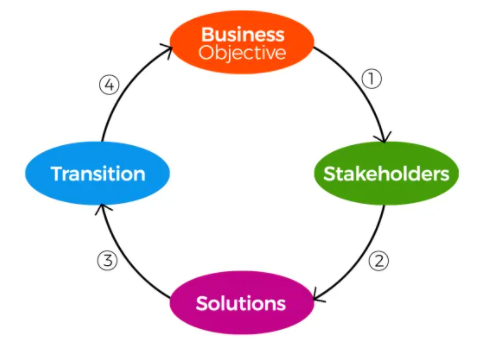 Business
Objective
①
④
Transition
Stakeholders
③
②
Solutions